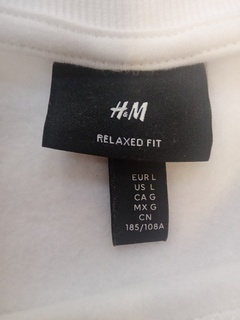 H&M
RELAXED FIT
EUR L
US L
CA G
MX G
CN
185/108A